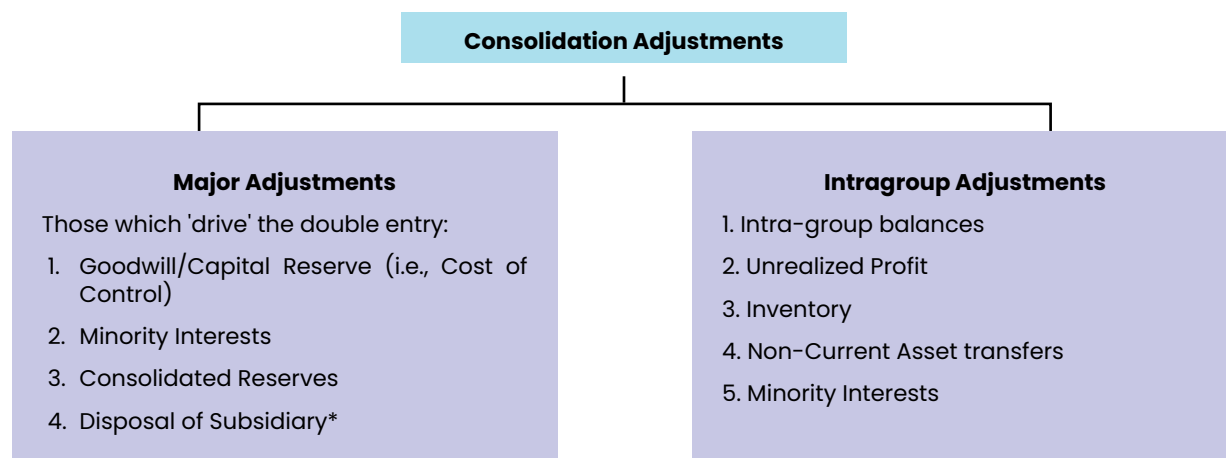 Consolidation Adjustments
Major Adjustments
Those which 'drive' the double entry:
1. Goodwill/Capital Reserve (i.e., Cost of
Control)
2. Minority Interests
3. Consolidated Reserves
4. Disposal of Subsidiary*
Intragroup Adjustments
1. Intra-group balances
2. Unrealized Profit
3. Inventory
4. Non-Current Asset transfers
5. Minority Interests